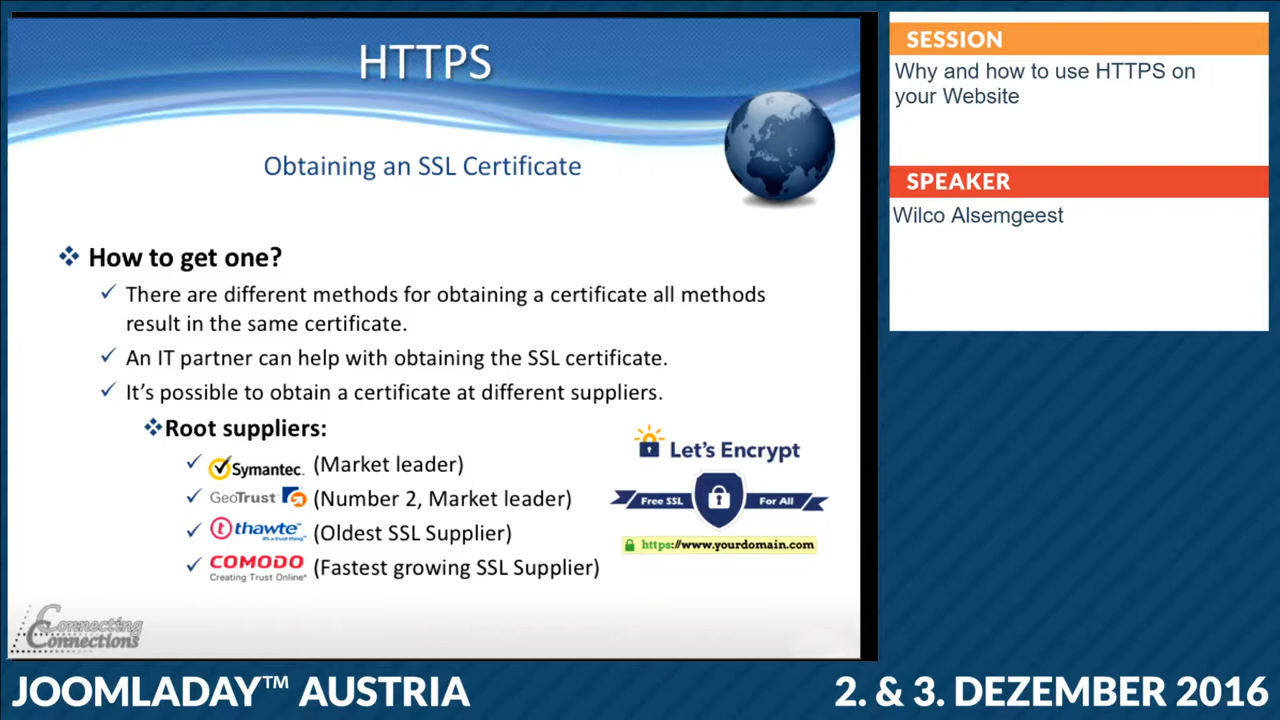 HTTPS
Obtaining an SSL Certificate
How to get one?
There are different methods for obtaining a certificate all methods
result in the same certificate.
An IT partner can help with obtaining the SSL certificate.
It's possible to obtain a certificate at different suppliers.
Root suppliers:
Symantec. (Market leader)
GeoTrust (Number 2, Market leader)
thawte (Oldest SSL Supplier)
it's a trust thing
COMODO (Fastest growing SSL Supplier)
Creating Trust Online
Let's Encrypt
Free SSL For All
https://www.yourdomain.com
Connecting
Connections
SESSION
Why and how to use HTTPS on
your Website
SPEAKER
Wilco Alsemgeest
JOOMLADAY™ AUSTRIA
2. & 3. DEZEMBER 2016